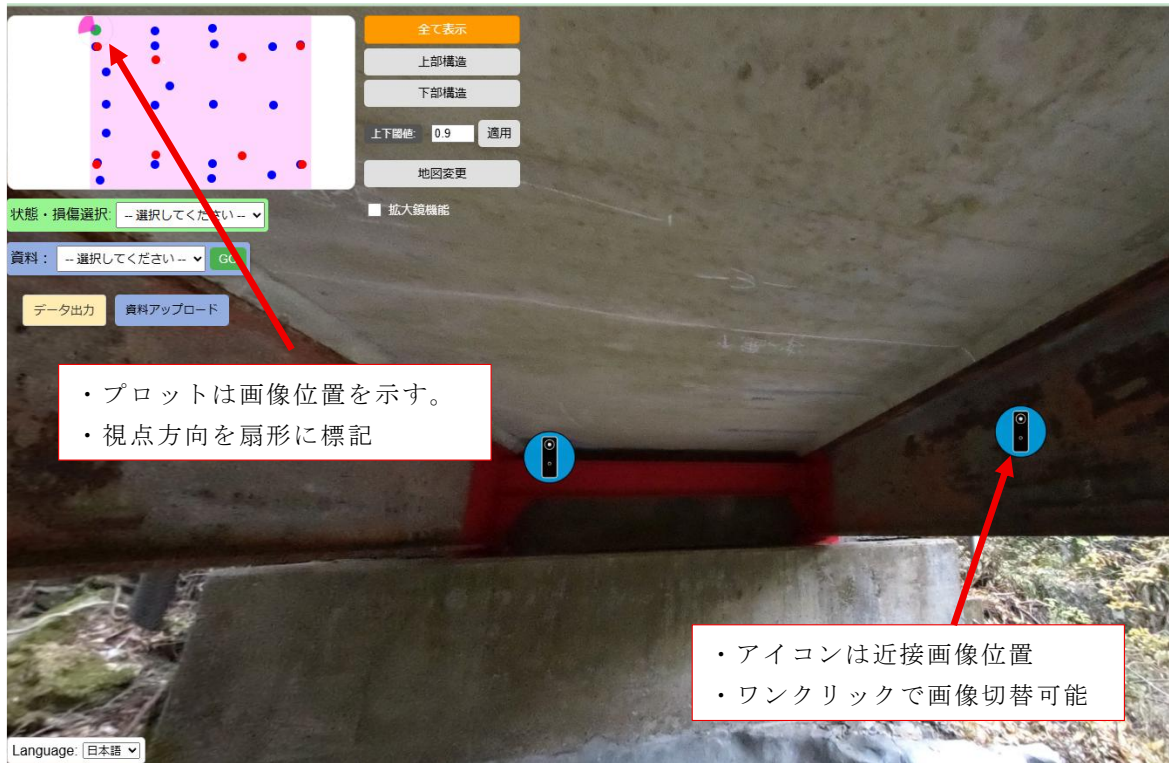 全て表示
上部構造
下部構造
上下閾値: 0.9 適用
地図変更
拡大鏡機能
状態・損傷選択: -- 選択してください --
資料： -- 選択してください -- GO
データ出力 資料アップロード
・プロットは画像位置を示す。
・視点方向を扇形に標記
・アイコンは近接画像位置
・ワンクリックで画像切替可能
Language: 日本語